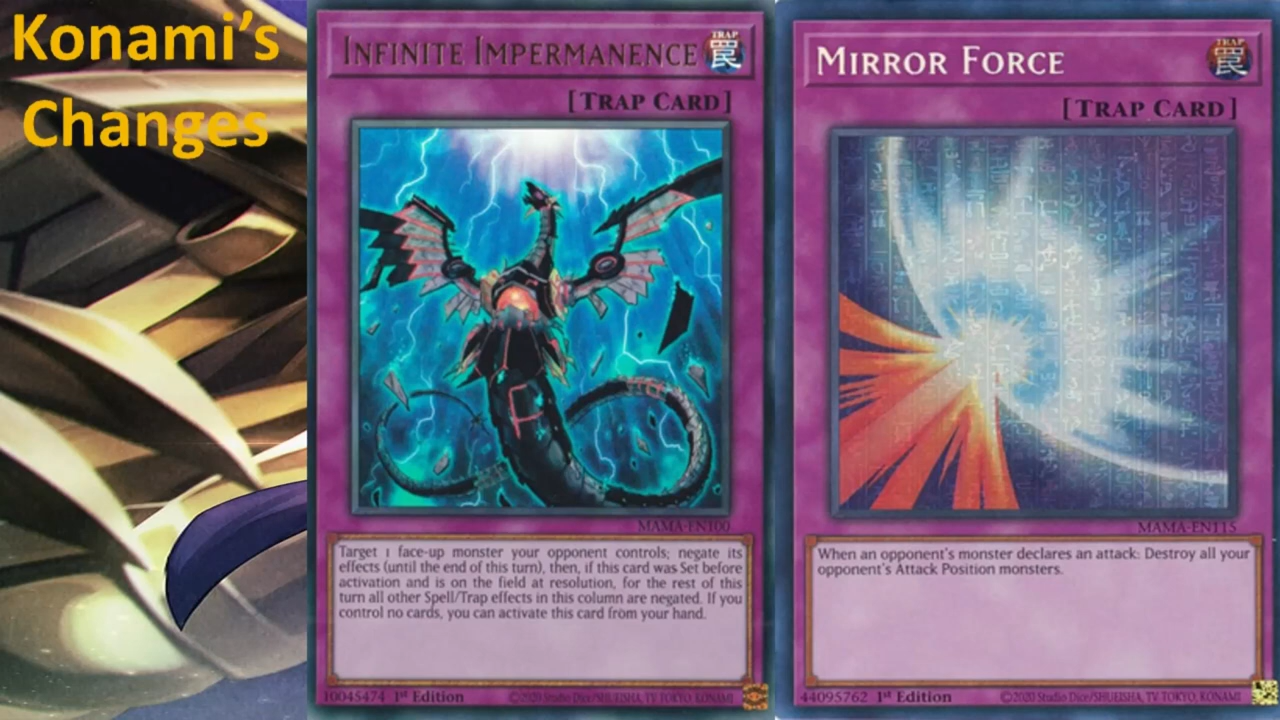 Konami's
Changes
INFINITE IMPERMANENCE
TRAP
罠
[TRAP CARD]
MAMA-EN100
Target 1 face-up monster your opponent controls; negate its
effects (until the end of this turn), then, if this card was Set before
activation and is on the field at resolution, for the rest of this
turn all other Spell/Trap effects in this column are negated. If you
control no cards, you can activate this card from your hand.
10045474 1st Edition
©2020 Studio Dice/SHUEISHA, TV TOKYO, KONAMI
MIRROR FORCE
TRAP
罠
[TRAP CARD]
MAMA-EN115
When an opponent's monster declares an attack: Destroy all your
opponent's Attack Position monsters.
44095762 1st Edition
©2020 Studio Dice/SHUEISHA, TV TOKYO, KONAMI